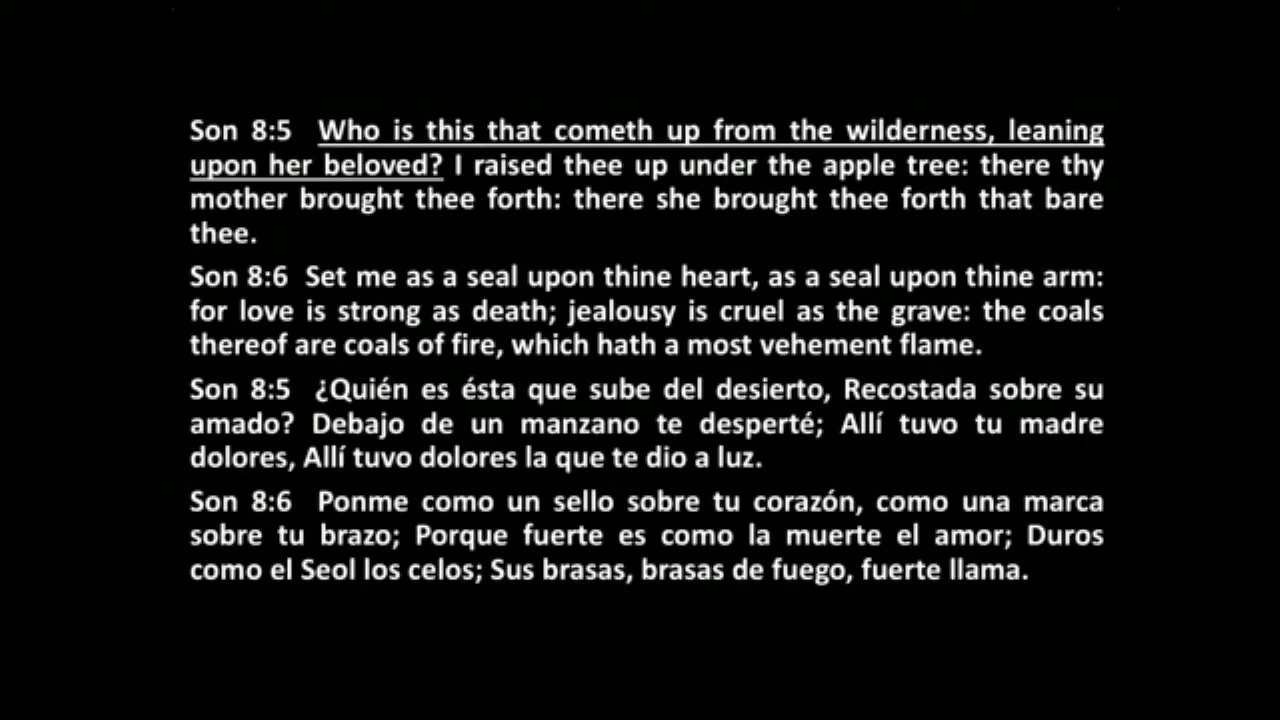 Son 8:5 Who is this that cometh up from the wilderness, leaning
upon her beloved? I raised thee up under the apple tree: there thy
mother brought thee forth: there she brought thee forth that bare
thee.
Son 8:6 Set me as a seal upon thine heart, as a seal upon thine arm:
for love is strong as death; jealousy is cruel as the grave: the coals
thereof are coals of fire, which hath a most vehement flame.
Son 8:5 ¿Quién es ésta que sube del desierto, Recostada sobre su
amado? Debajo de un manzano te desperté; Allí tuvo tu madre
dolores, Allí tuvo dolores la que te dio a luz.
Son 8:6 Ponme como un sello sobre tu corazón, como una marca
sobre tu brazo; Porque fuerte es como la muerte el amor; Duros
como el Seol los celos; Sus brasas, brasas de fuego, fuerte llama.